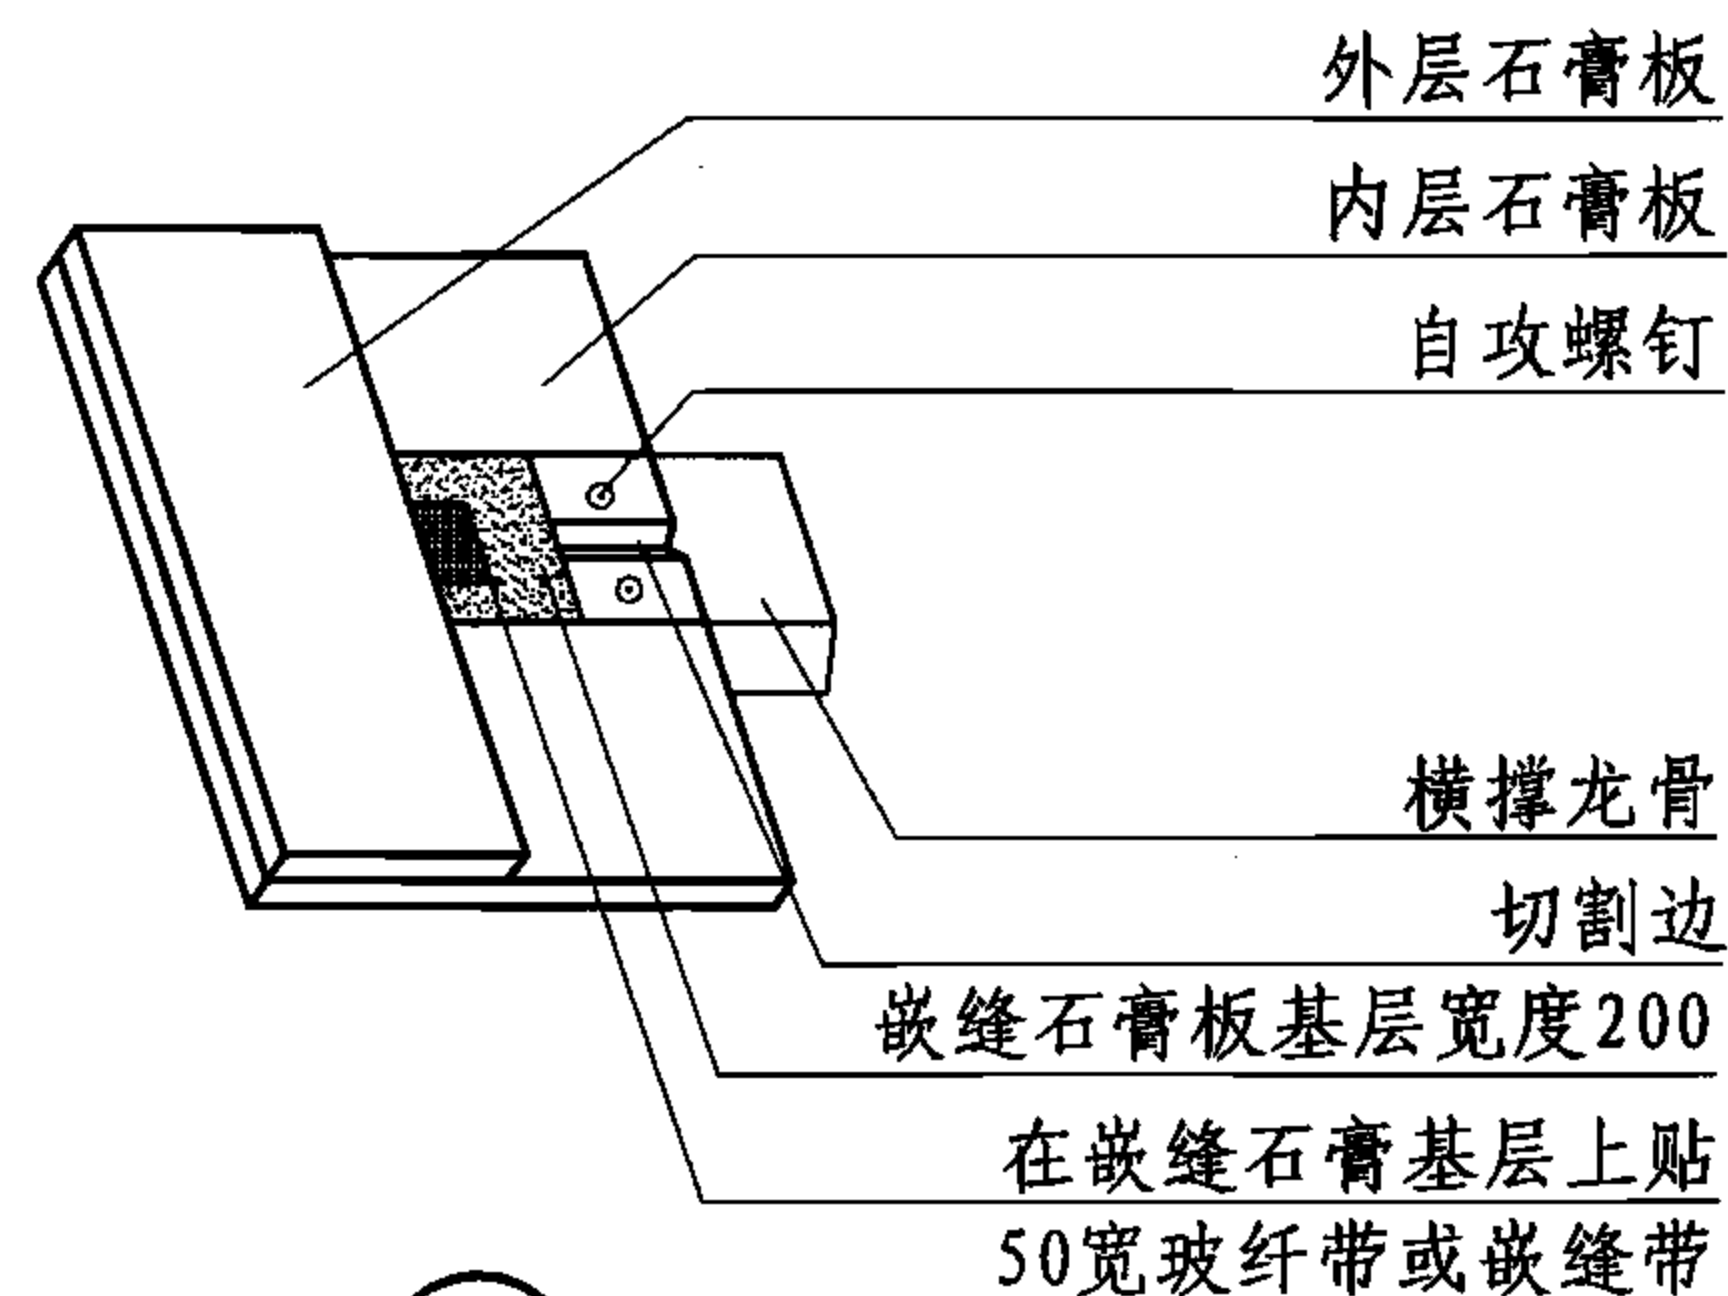 外层石膏板
内层石膏板
自攻螺钉
横撑龙骨
切割边
嵌缝石膏板基层宽度200
在嵌缝石膏基层上贴
50宽玻纤带或嵌缝带